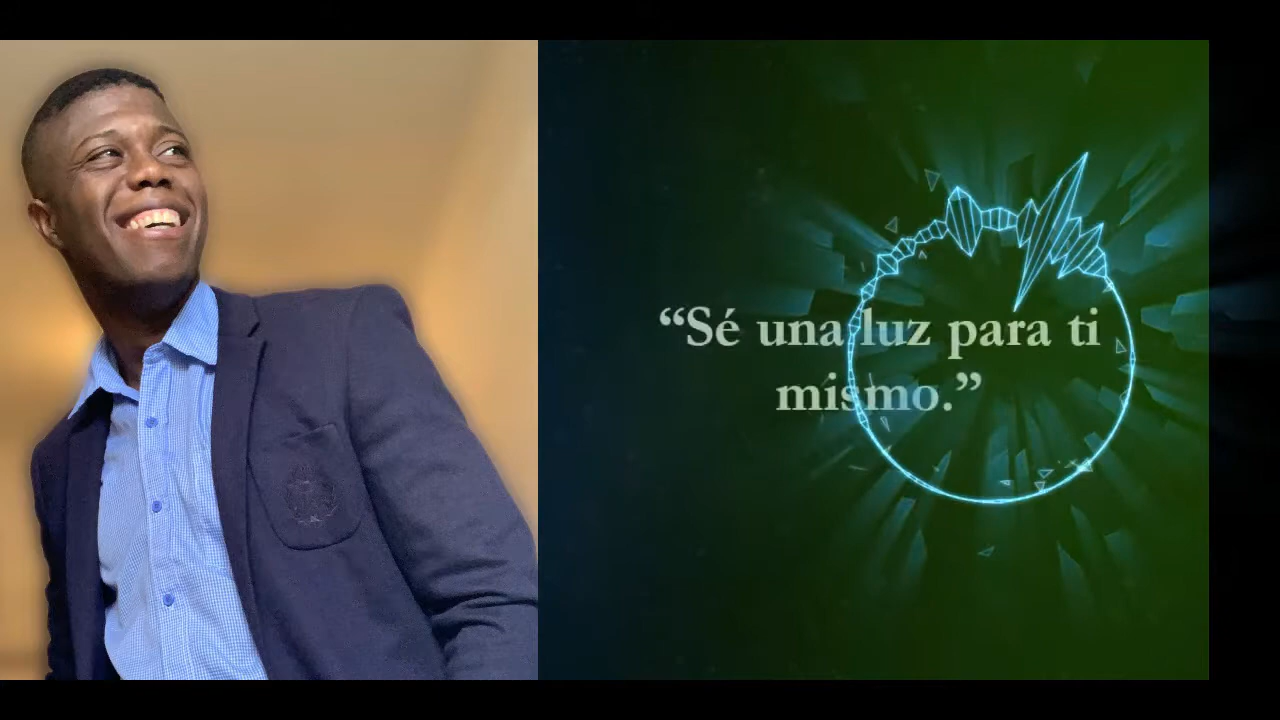 “Sé una luz para ti
mismo.”